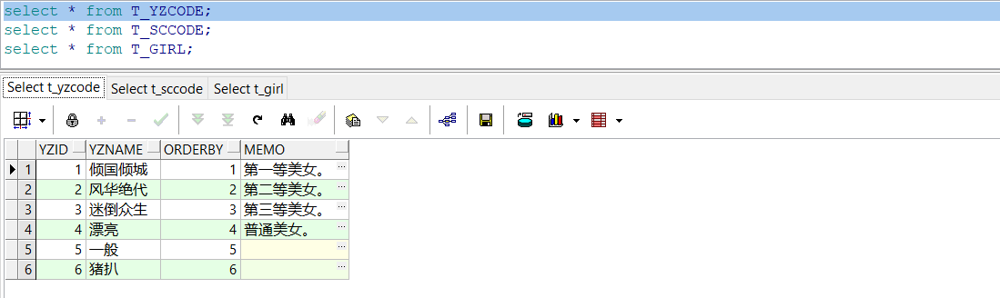 select * from T_YZCODE;
select * from T_SCCODE;
select * from T_GIRL;
Select t_yzcode Select t_sccode Select t_girl
YZID YZNAME ORDERBY MEMO
1 1 倾国倾城 1 第一等美女。 ...
2 2 风华绝代 2 第二等美女。 ...
3 3 迷倒众生 3 第三等美女。 ...
4 4 漂亮 4 普通美女。 ...
5 5 一般 5 ...
6 6 猪扒 6 ...